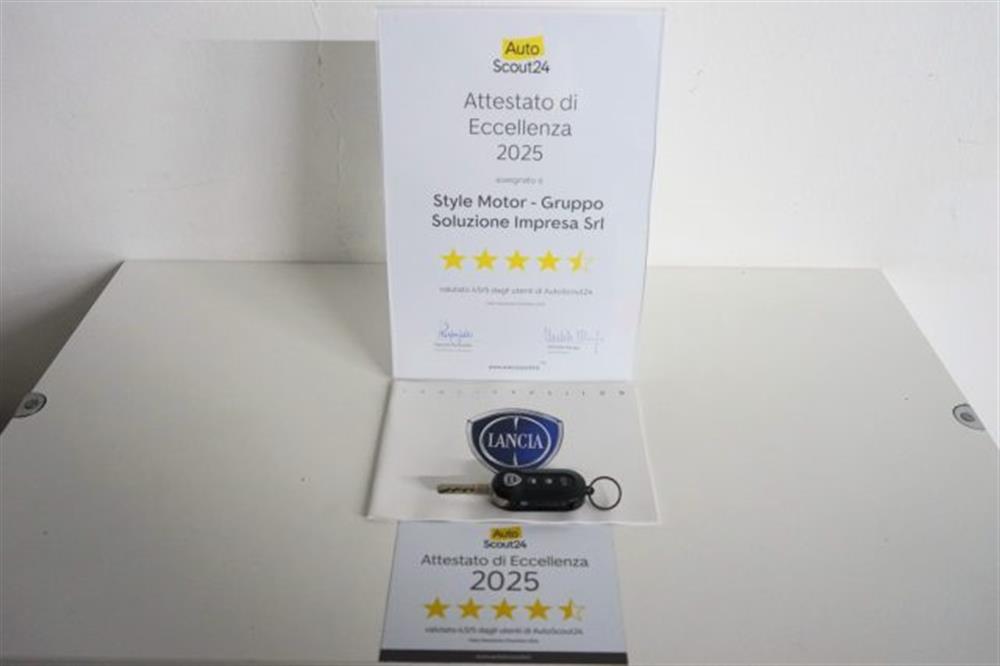 Auto
Scout24
Attestato di
Eccellenza
2025
assegnato a
Style Motor - Gruppo
Soluzione Impresa Srl
valutato 4.5/5 dagli utenti di AutoScout24
LANCIA
Auto
Scout24
Attestato di Eccellenza
2025
valutato 4.5/5 dagli utenti di AutoScout24